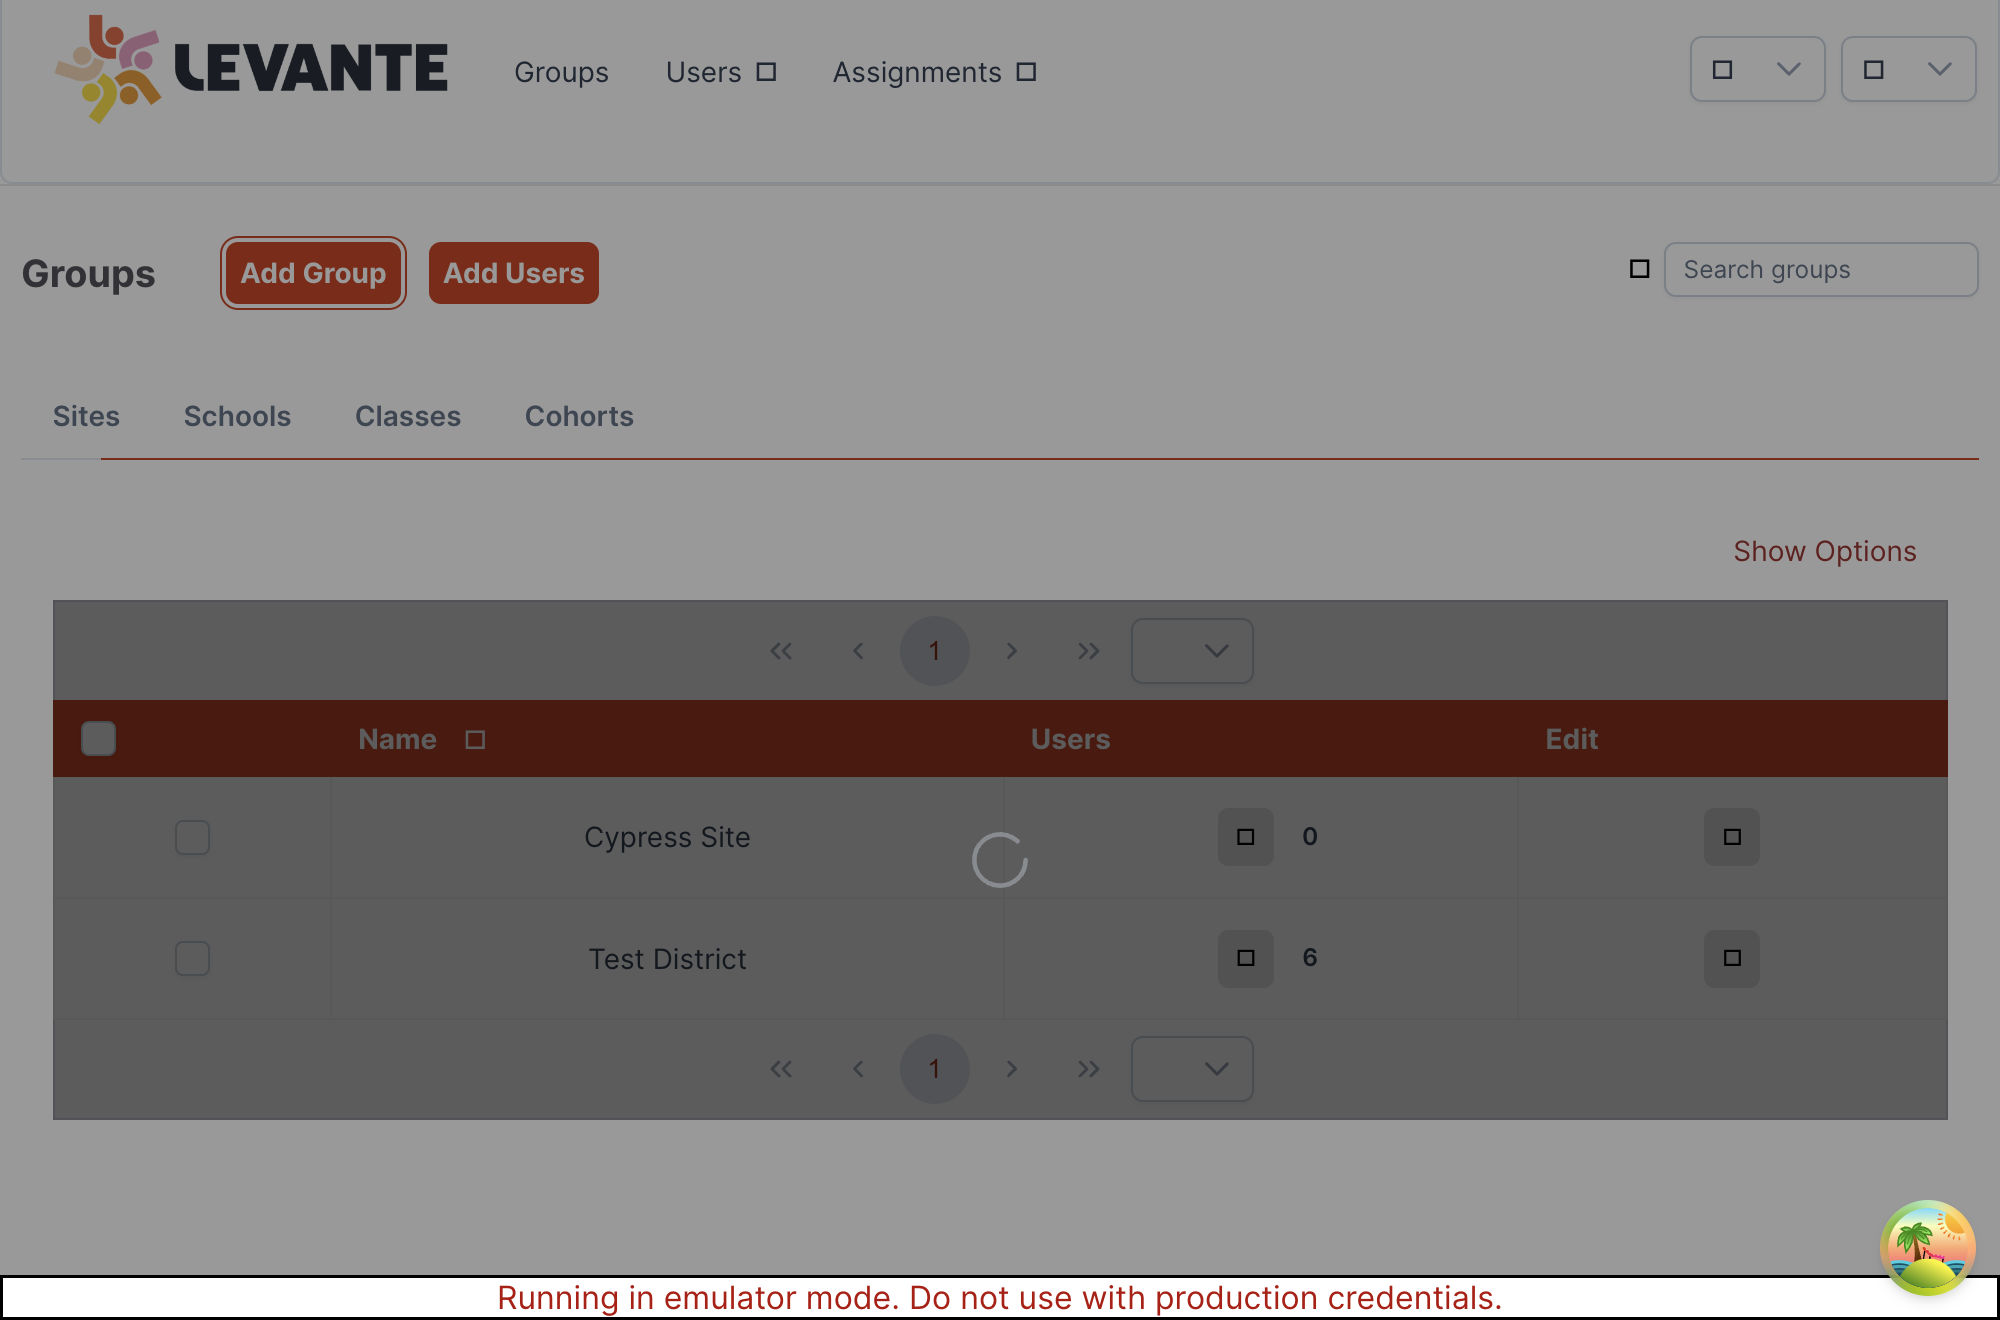 LEVANTE
Groups Users Assignments
Groups Add Group Add Users Search groups
Sites Schools Classes Cohorts
Show Options
1
Name Users Edit
Cypress Site 0
Test District 6
1
Running in emulator mode. Do not use with production credentials.